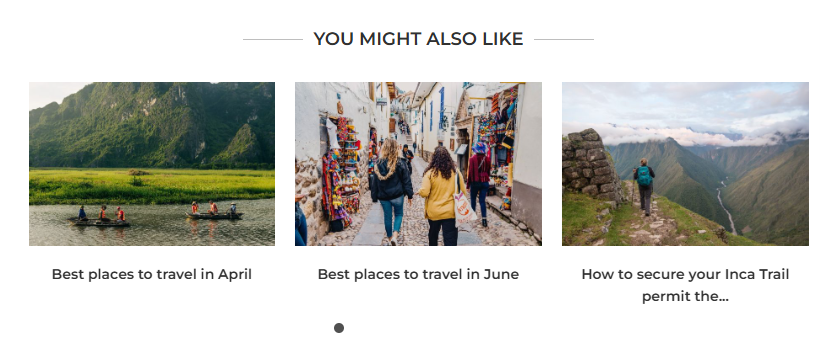 YOU MIGHT ALSO LIKE
Best places to travel in April
Best places to travel in June
How to secure your Inca Trail
permit the...